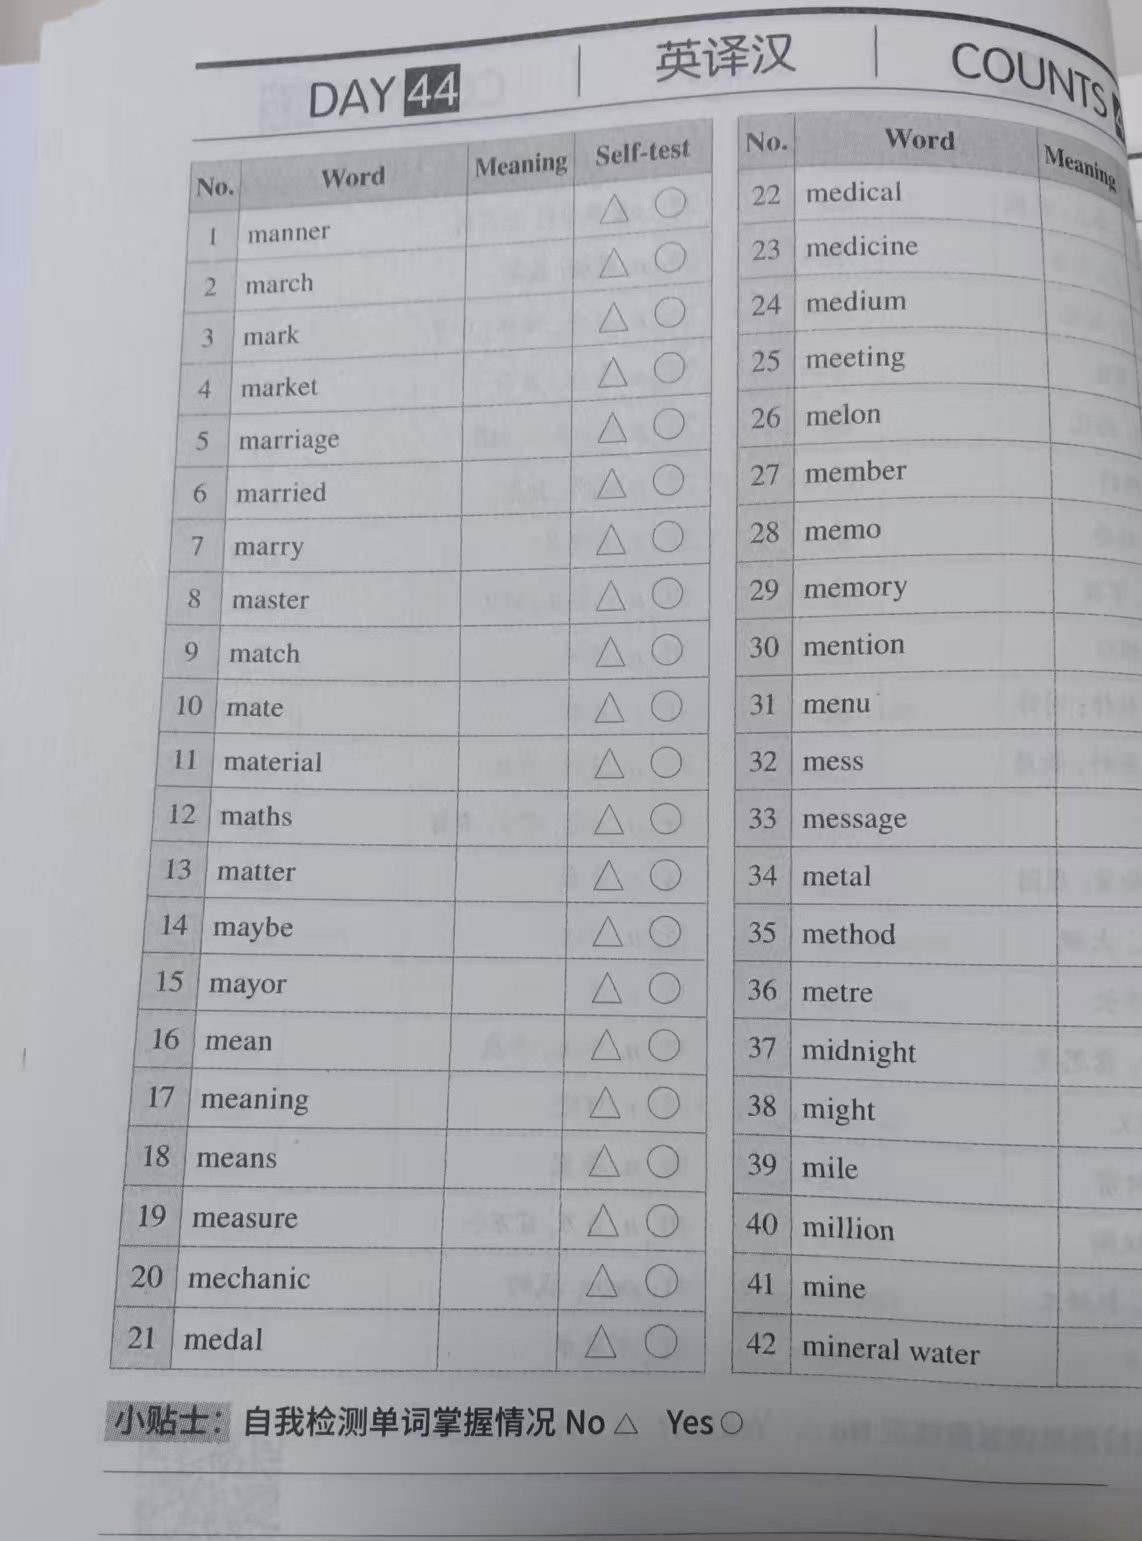 DAY 44 英译汉 COUNTS
No. Word Meaning Self-test
1 manner △ ○
2 march △ ○
3 mark △ ○
4 market △ ○
5 marriage △ ○
6 married △ ○
7 marry △ ○
8 master △ ○
9 match △ ○
10 mate △ ○
11 material △ ○
12 maths △ ○
13 matter △ ○
14 maybe △ ○
15 mayor △ ○
16 mean △ ○
17 meaning △ ○
18 means △ ○
19 measure △ ○
20 mechanic △ ○
21 medal △ ○
No. Word Meaning
22 medical
23 medicine
24 medium
25 meeting
26 melon
27 member
28 memo
29 memory
30 mention
31 menu
32 mess
33 message
34 metal
35 method
36 metre
37 midnight
38 might
39 mile
40 million
41 mine
42 mineral water
小贴士：自我检测单词掌握情况 No △ Yes ○